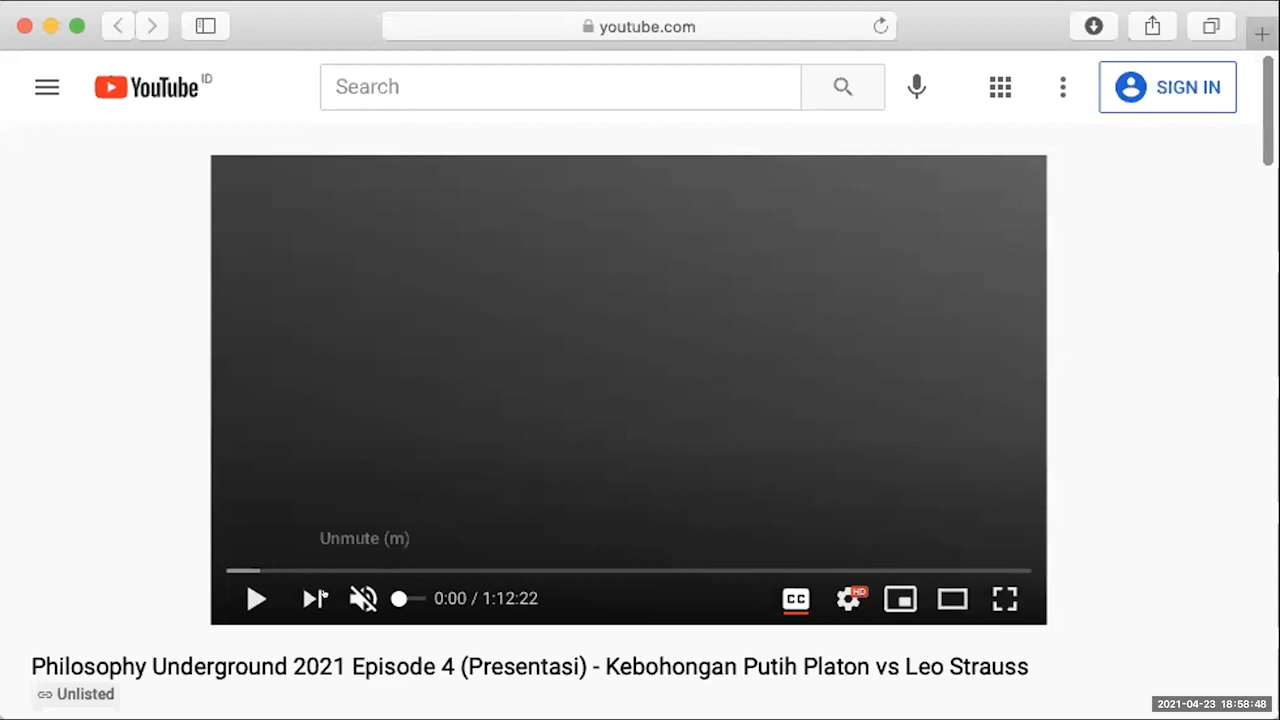 youtube.com
YouTube ID
Search
SIGN IN
Unmute (m)
0:00 / 1:12:22
CC
HD
Philosophy Underground 2021 Episode 4 (Presentasi) - Kebohongan Putih Platon vs Leo Strauss
Unlisted
2021-04-23 18:58:48